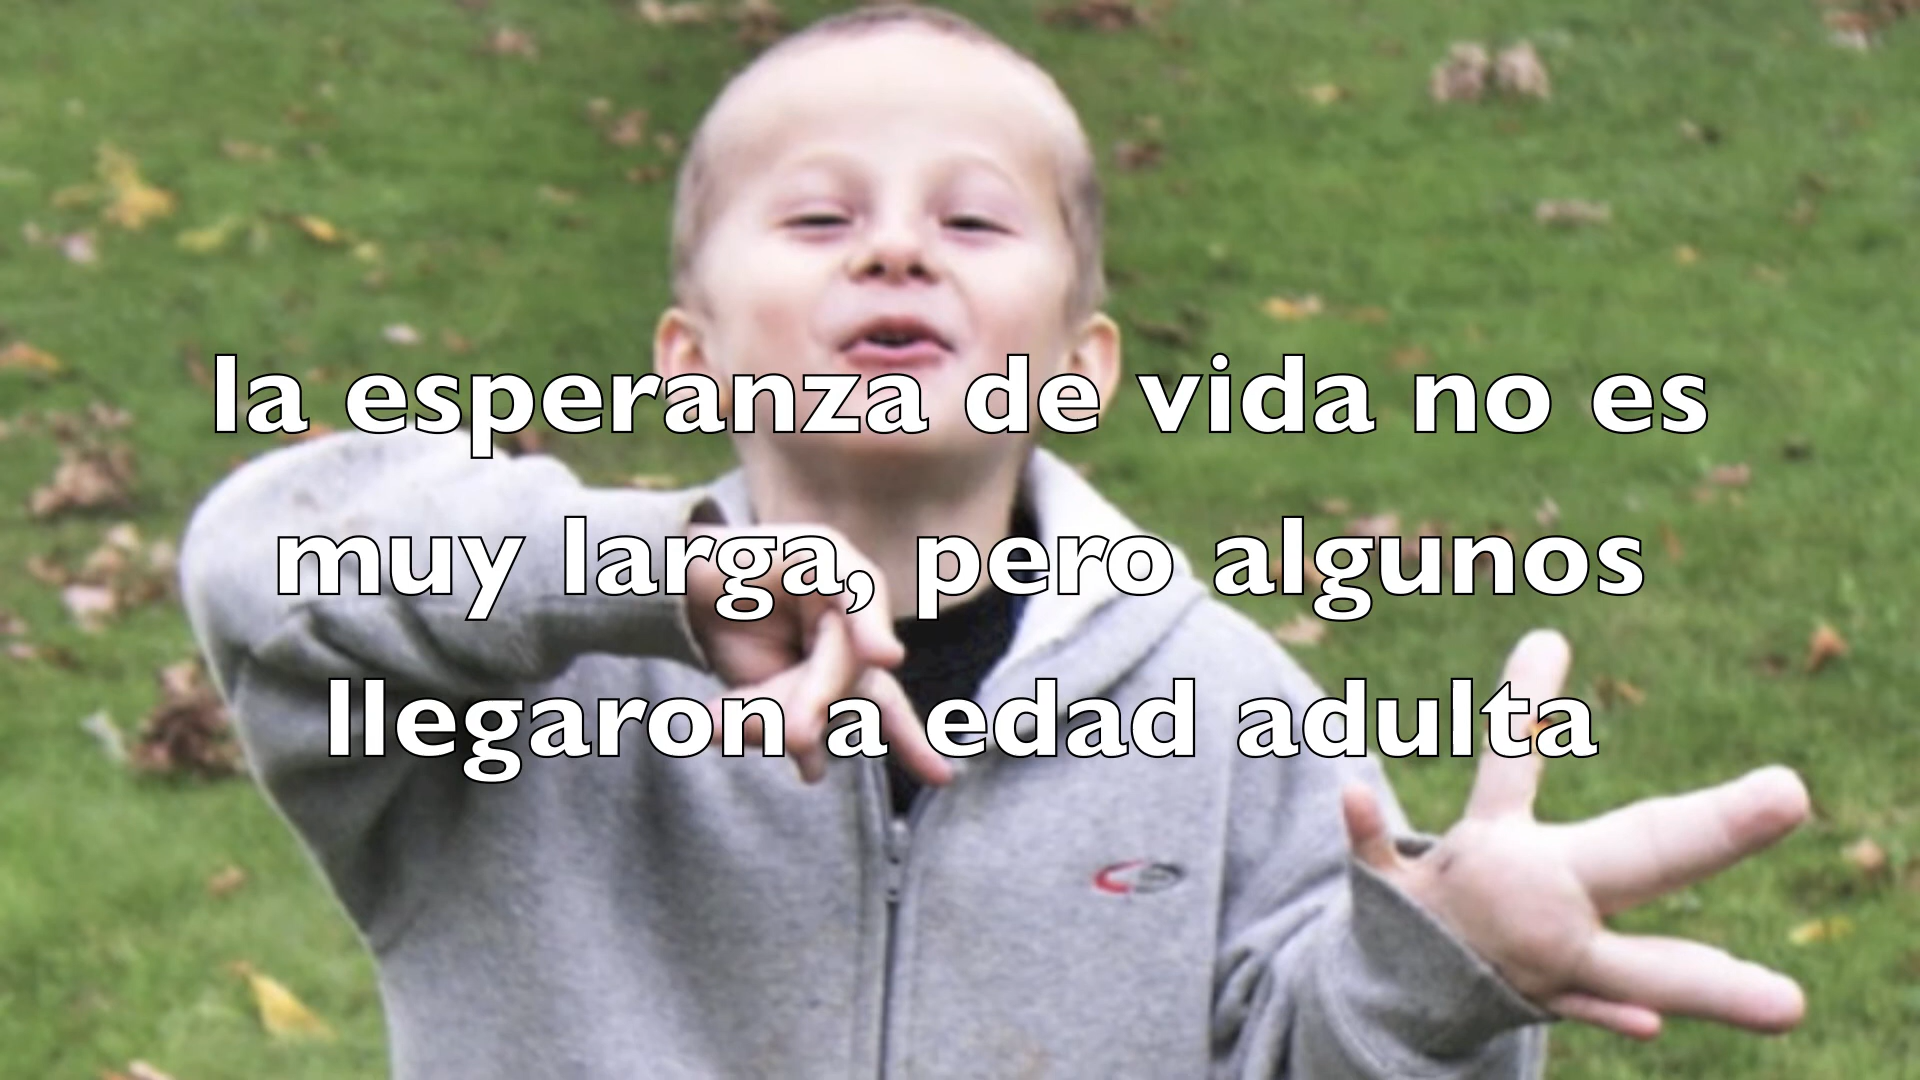 la esperanza de vida no es
muy larga, pero algunos
llegaron a edad adulta